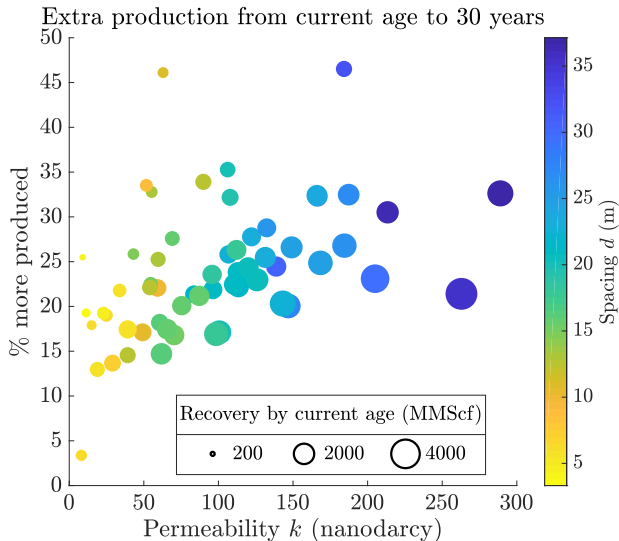 Extra production from current age to 30 years
50
45
40
35
30
25
20
15
10
5
0
% more produced
0 50 100 150 200 250 300
Permeability k (nanodarcy)
Recovery by current age (MMScf)
200 2000 4000
35
30
25
20
15
10
5
Spacing d (m)